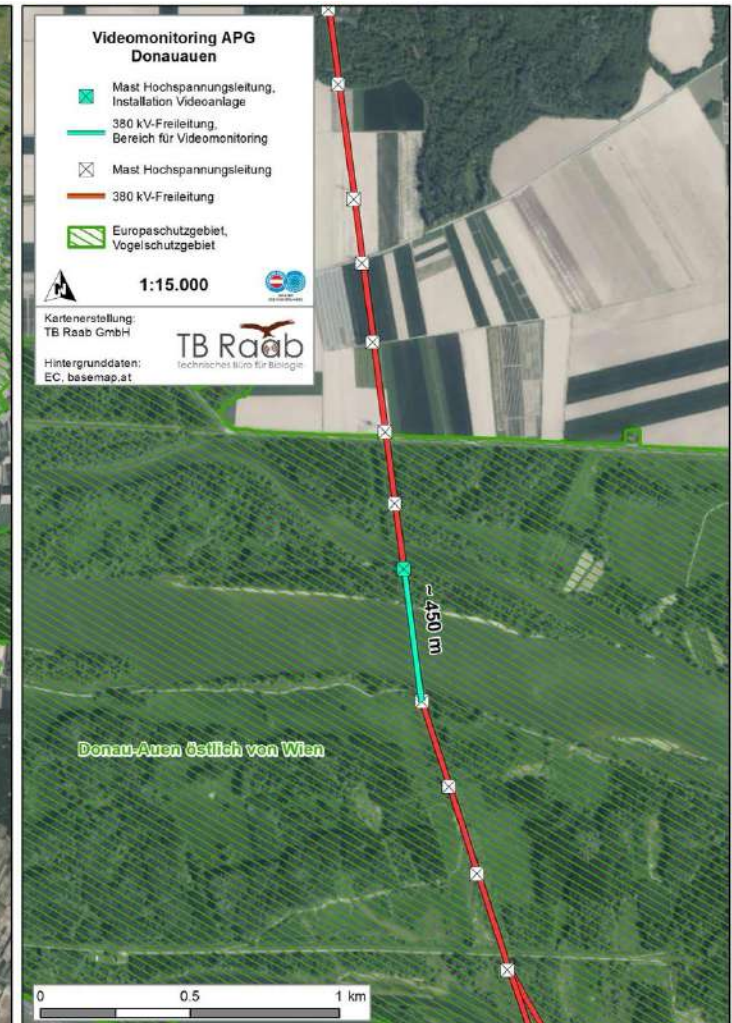 Videomonitoring APG
Donauauen
Mast Hochspannungsleitung,
Installation Videoanlage
380 kV-Freileitung,
Bereich für Videomonitoring
Mast Hochspannungsleitung
380 kV-Freileitung
Europaschutzgebiet,
Vogelschutzgebiet
N
1:15.000
Kartenerstellung:
TB Raab GmbH
Hintergrunddaten:
EC, basemap.at
TB Raab
Technisches Büro für Biologie
~ 450 m
Donau-Auen östlich von Wien
0 0.5 1 km